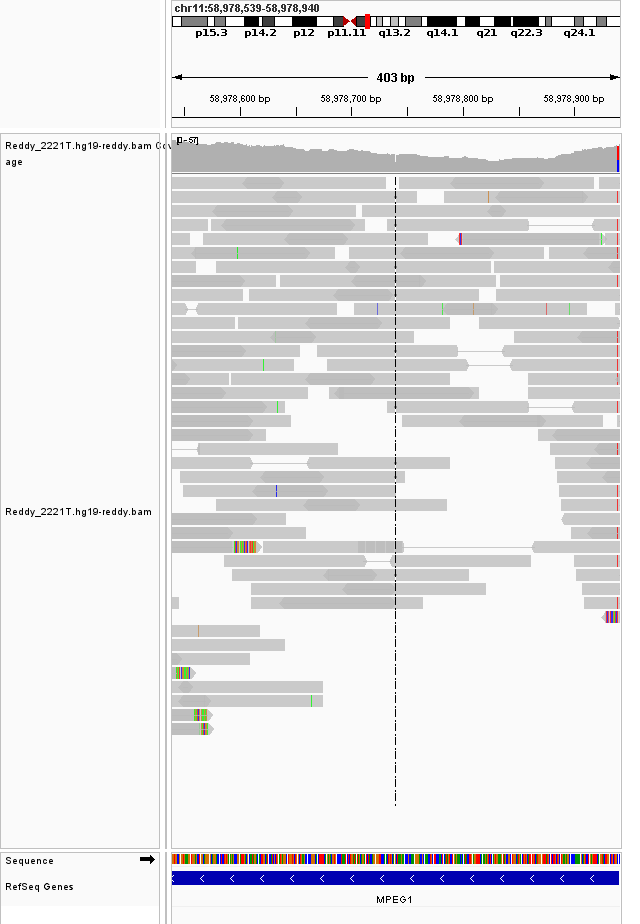 chr11:58,978,539-58,978,940
p15.3 p14.2 p12 p11.11 q13.2 q14.1 q21 q22.3 q24.1
403 bp
58,978,600 bp 58,978,700 bp 58,978,800 bp 58,978,900 bp
Reddy_2221T.hg19-reddy.bam Cov
age
[0 - 57]
Reddy_2221T.hg19-reddy.bam
Sequence
RefSeq Genes
MPEG1